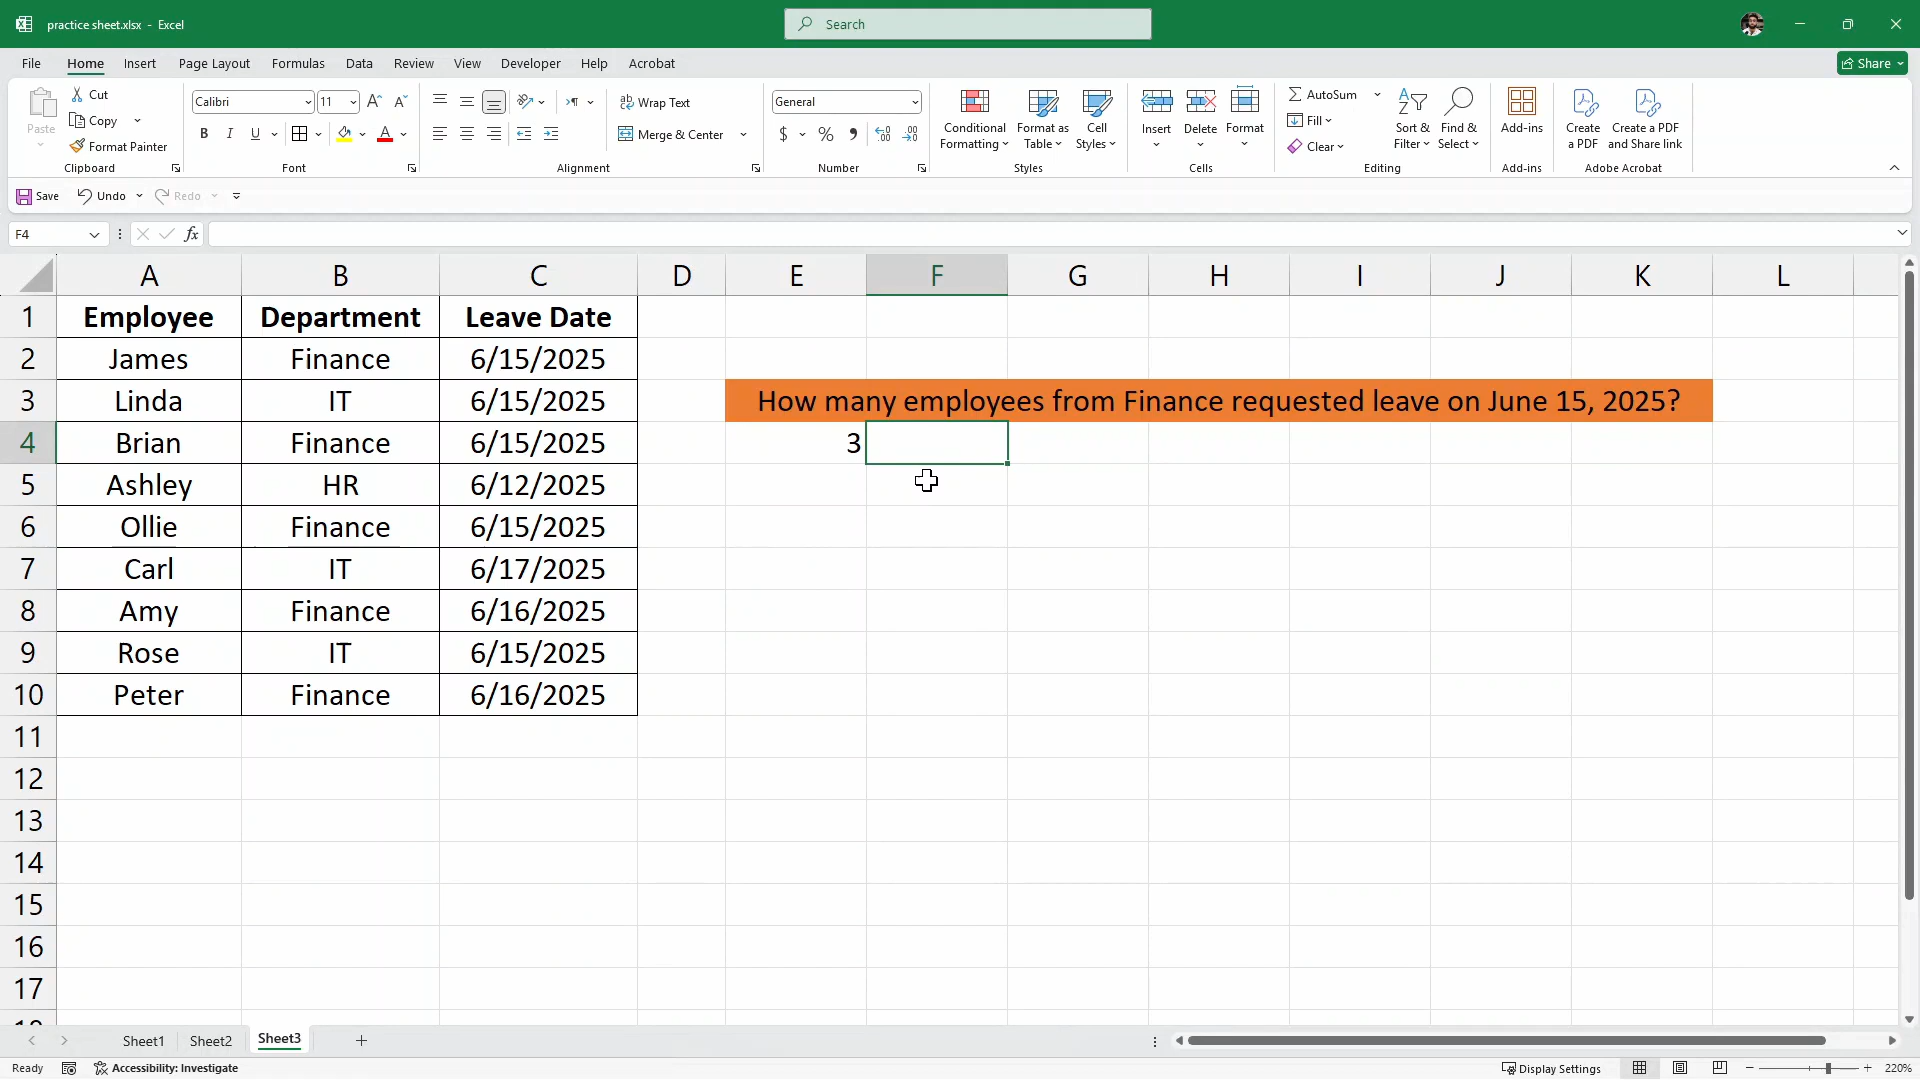 practice sheet.xlsx - Excel
Search
File Home Insert Page Layout Formulas Data Review View Developer Help Acrobat
Share
Paste
Cut
Copy
Format Painter
Clipboard
Calibri 11
B I U
Font
Wrap Text
Merge & Center
Alignment
General
$ % 9
Number
Conditional Formatting
Format as Table
Cell Styles
Styles
Insert Delete Format
Cells
AutoSum
Fill
Clear
Sort & Filter
Find & Select
Editing
Add-ins
Add-ins
Create a PDF
Create a PDF and Share link
Adobe Acrobat
Save Undo Redo
F4 fx
A B C D E F G H I J K L
1 Employee Department Leave Date
2 James Finance 6/15/2025
3 Linda IT 6/15/2025 How many employees from Finance requested leave on June 15, 2025?
4 Brian Finance 6/15/2025 3
5 Ashley HR 6/12/2025
6 Ollie Finance 6/15/2025
7 Carl IT 6/17/2025
8 Amy Finance 6/16/2025
9 Rose IT 6/15/2025
10 Peter Finance 6/16/2025
11
12
13
14
15
16
17
Sheet1 Sheet2 Sheet3
Ready Accessibility: Investigate Display Settings 220%